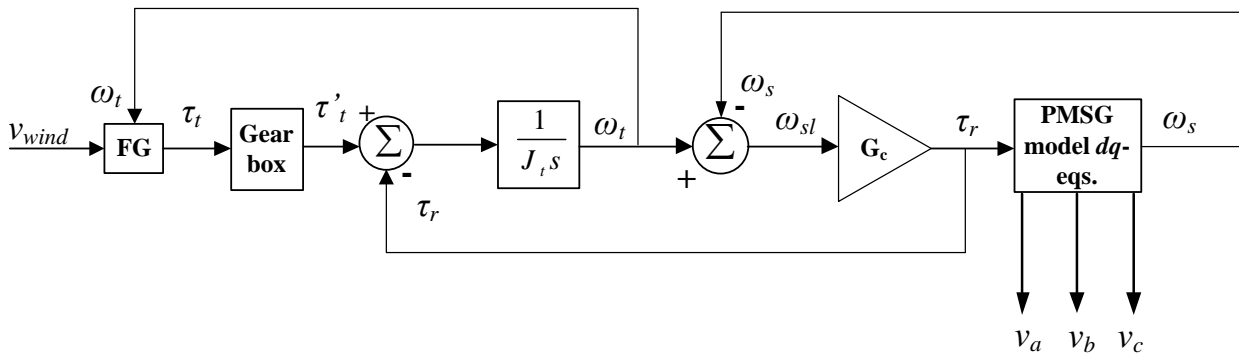 v_wind
ω_t
FG
τ_t
Gear
box
τ'_t
+
Σ
-
τ_r
1
J_t s
ω_t
+
Σ
-
ω_s
ω_sl
G_c
τ_r
PMSG
model dq-
eqs.
ω_s
v_a
v_b
v_c